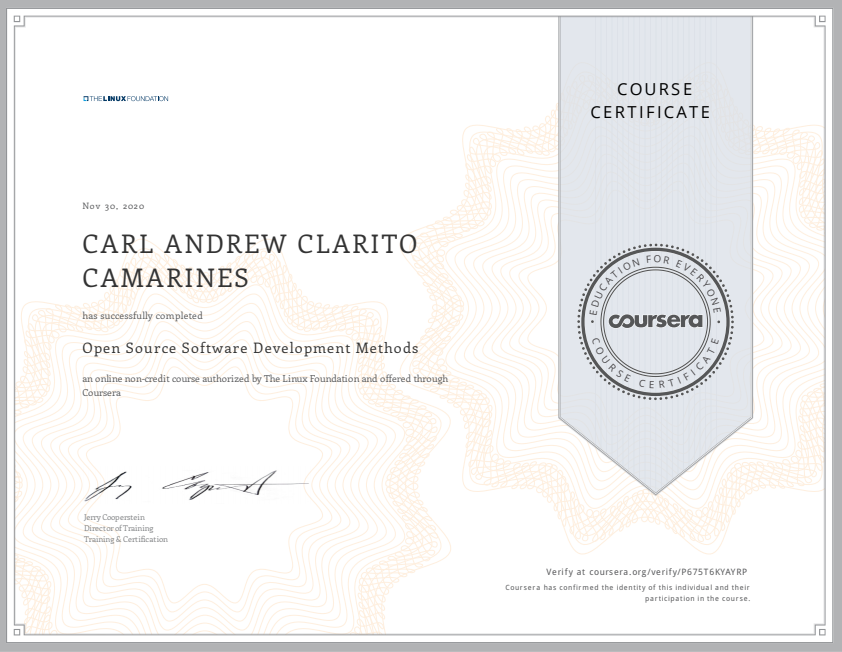 THE LINUX FOUNDATION
COURSE
CERTIFICATE
Nov 30, 2020
CARL ANDREW CLARITO
CAMARINES
has successfully completed
Open Source Software Development Methods
an online non-credit course authorized by The Linux Foundation and offered through
Coursera
EDUCATION FOR EVERYONE
coursera
COURSE CERTIFICATE
Jerry Cooperstein
Director of Training
Training & Certification
Verify at coursera.org/verify/P675T6KYAYRP
Coursera has confirmed the identity of this individual and their
participation in the course.